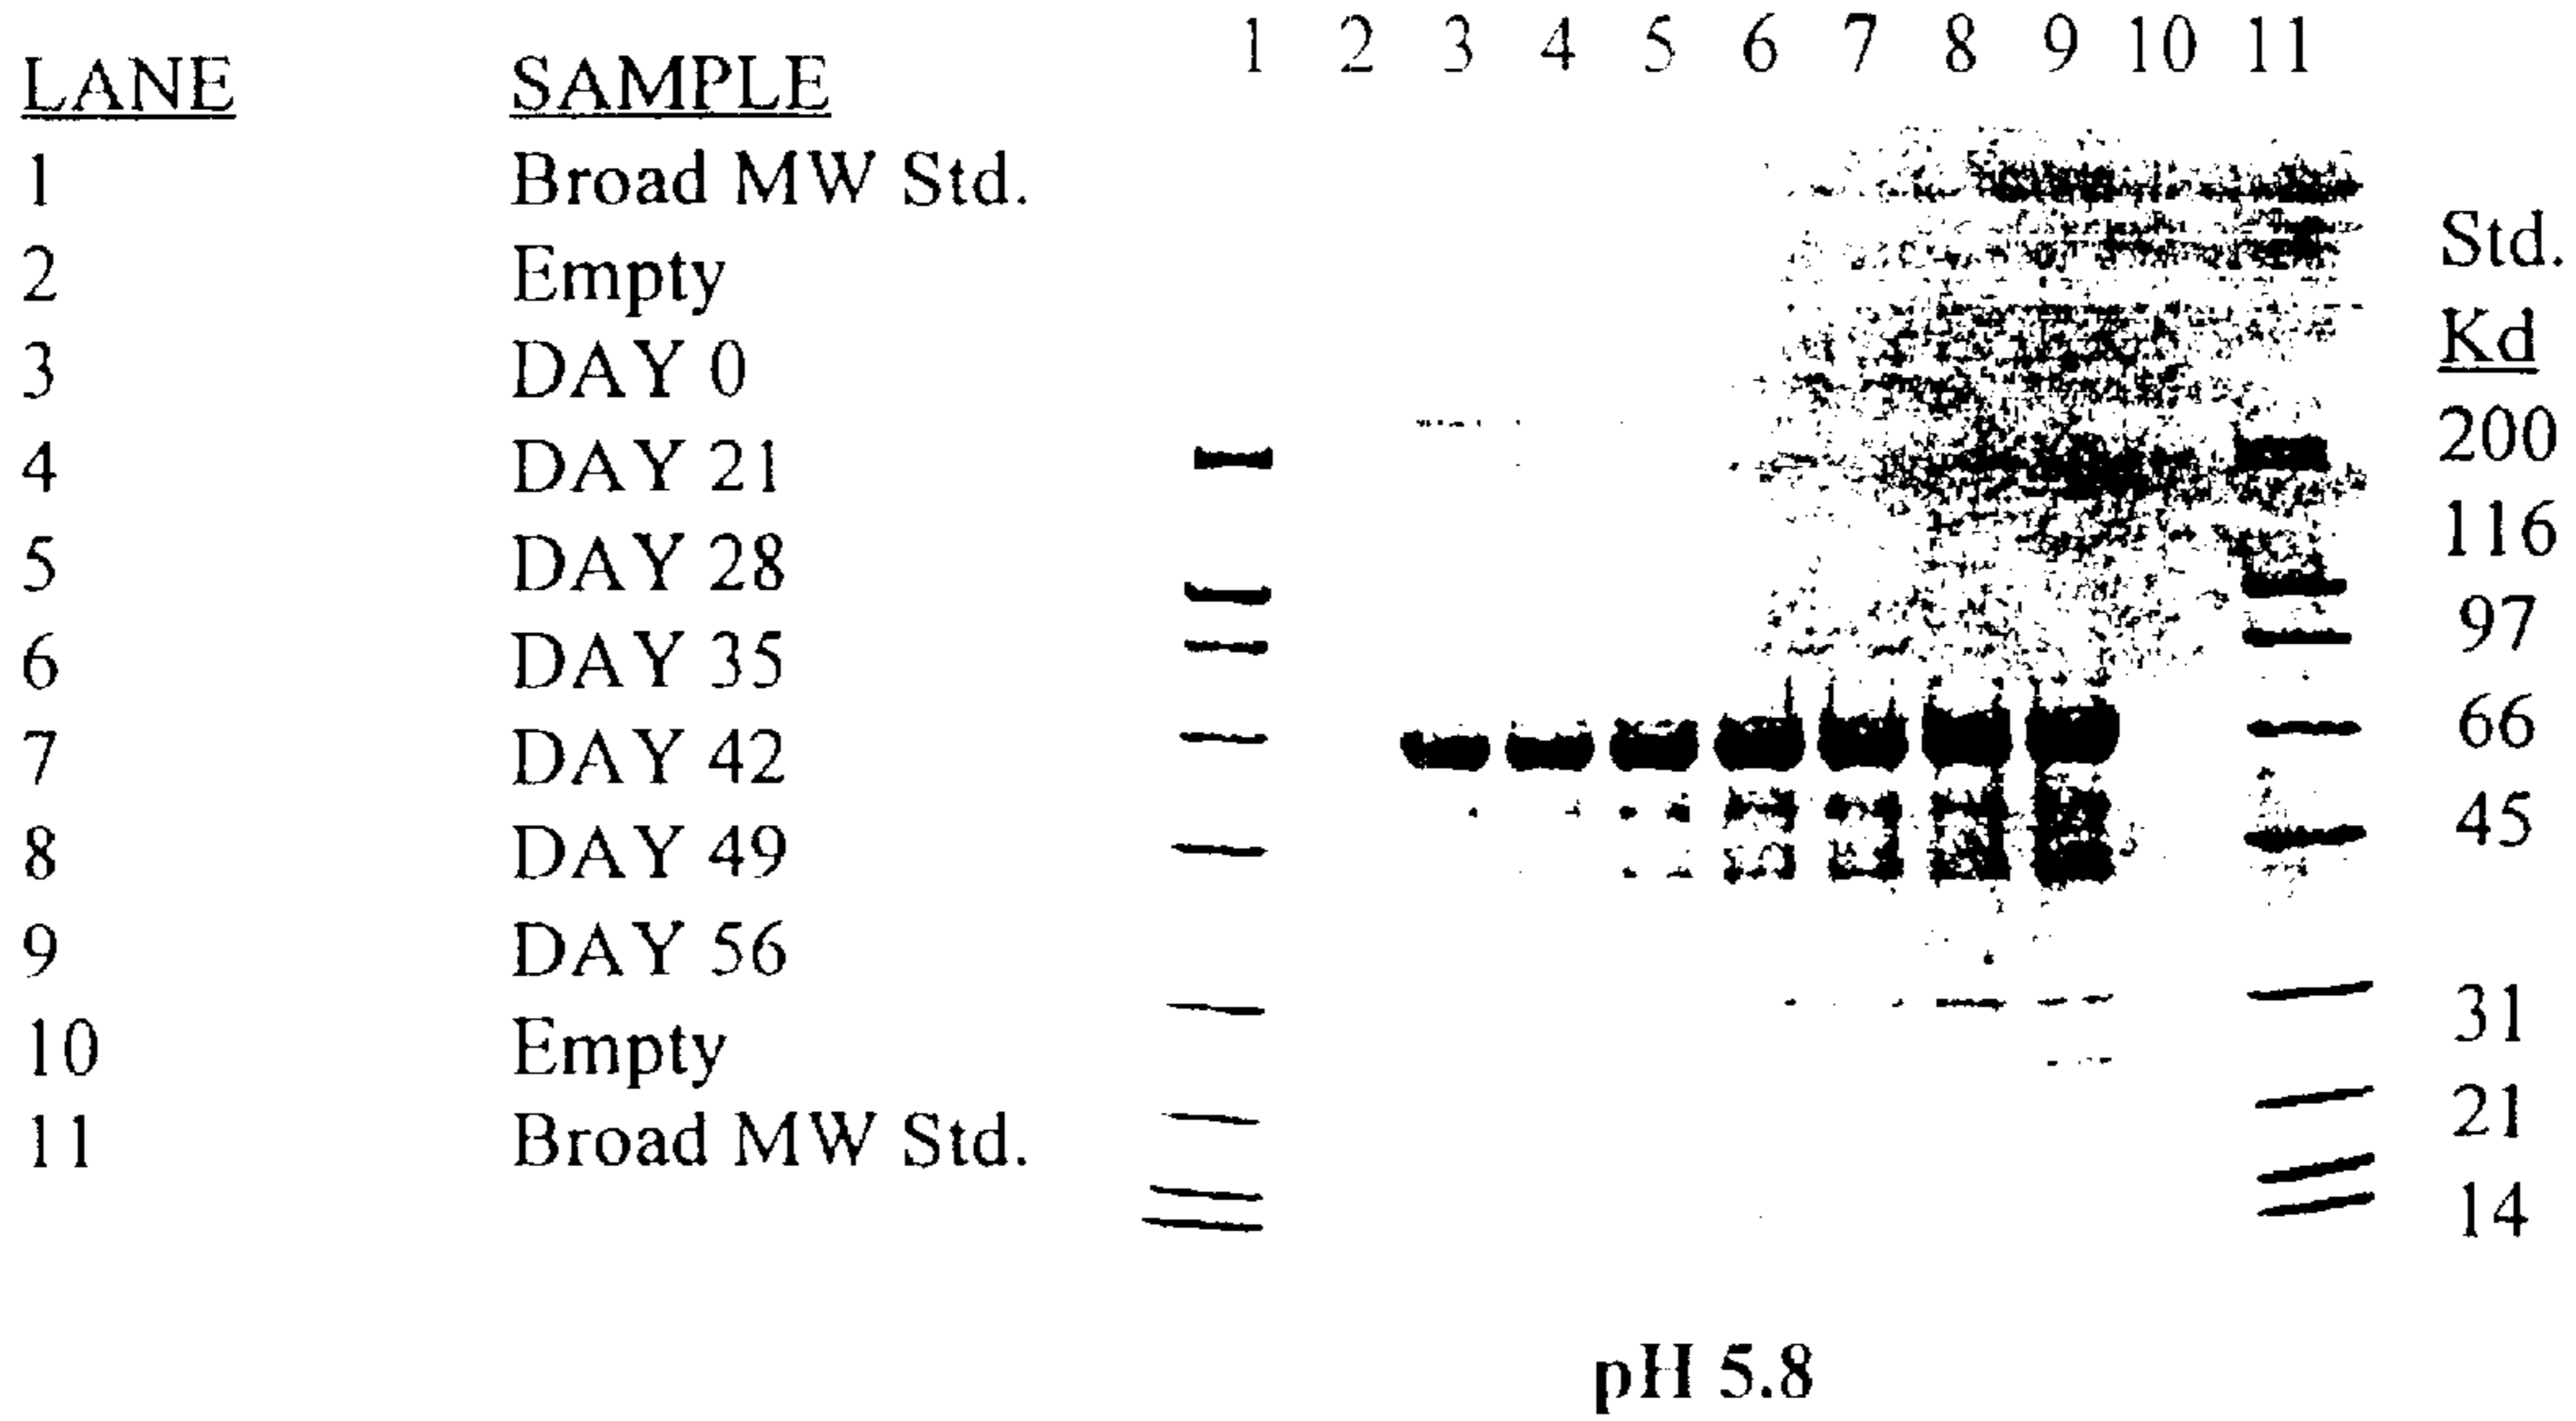 1 2 3 4 5 6 7 8 9 10 11
LANE SAMPLE
1 Broad MW Std.
2 Empty
3 DAY 0
4 DAY 21
5 DAY 28
6 DAY 35
7 DAY 42
8 DAY 49
9 DAY 56
10 Empty
11 Broad MW Std.
Std.
Kd
200
116
97
66
45
31
21
14
pH 5.8